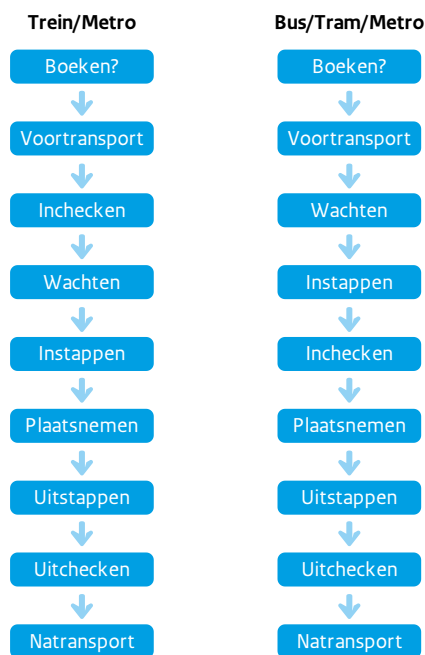 Trein/Metro
Boeken?
Voortransport
Inchecken
Wachten
Instappen
Plaatsnemen
Uitstappen
Uitchecken
Natransport
Bus/Tram/Metro
Boeken?
Voortransport
Wachten
Instappen
Inchecken
Plaatsnemen
Uitstappen
Uitchecken
Natransport